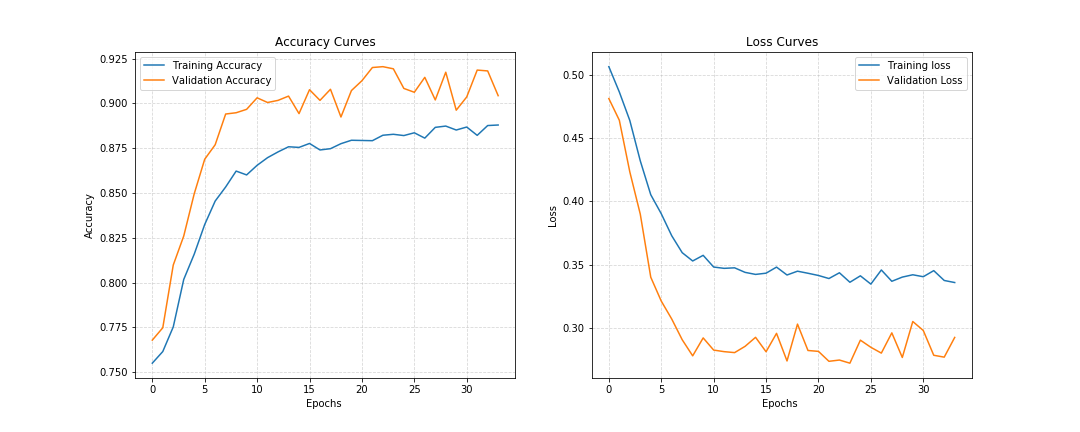 Accuracy Curves
Training Accuracy
Validation Accuracy
0.925
0.900
0.875
0.850
0.825
0.800
0.775
0.750
Accuracy
0 5 10 15 20 25 30
Epochs
Loss Curves
Training loss
Validation Loss
0.50
0.45
0.40
0.35
0.30
Loss
0 5 10 15 20 25 30
Epochs